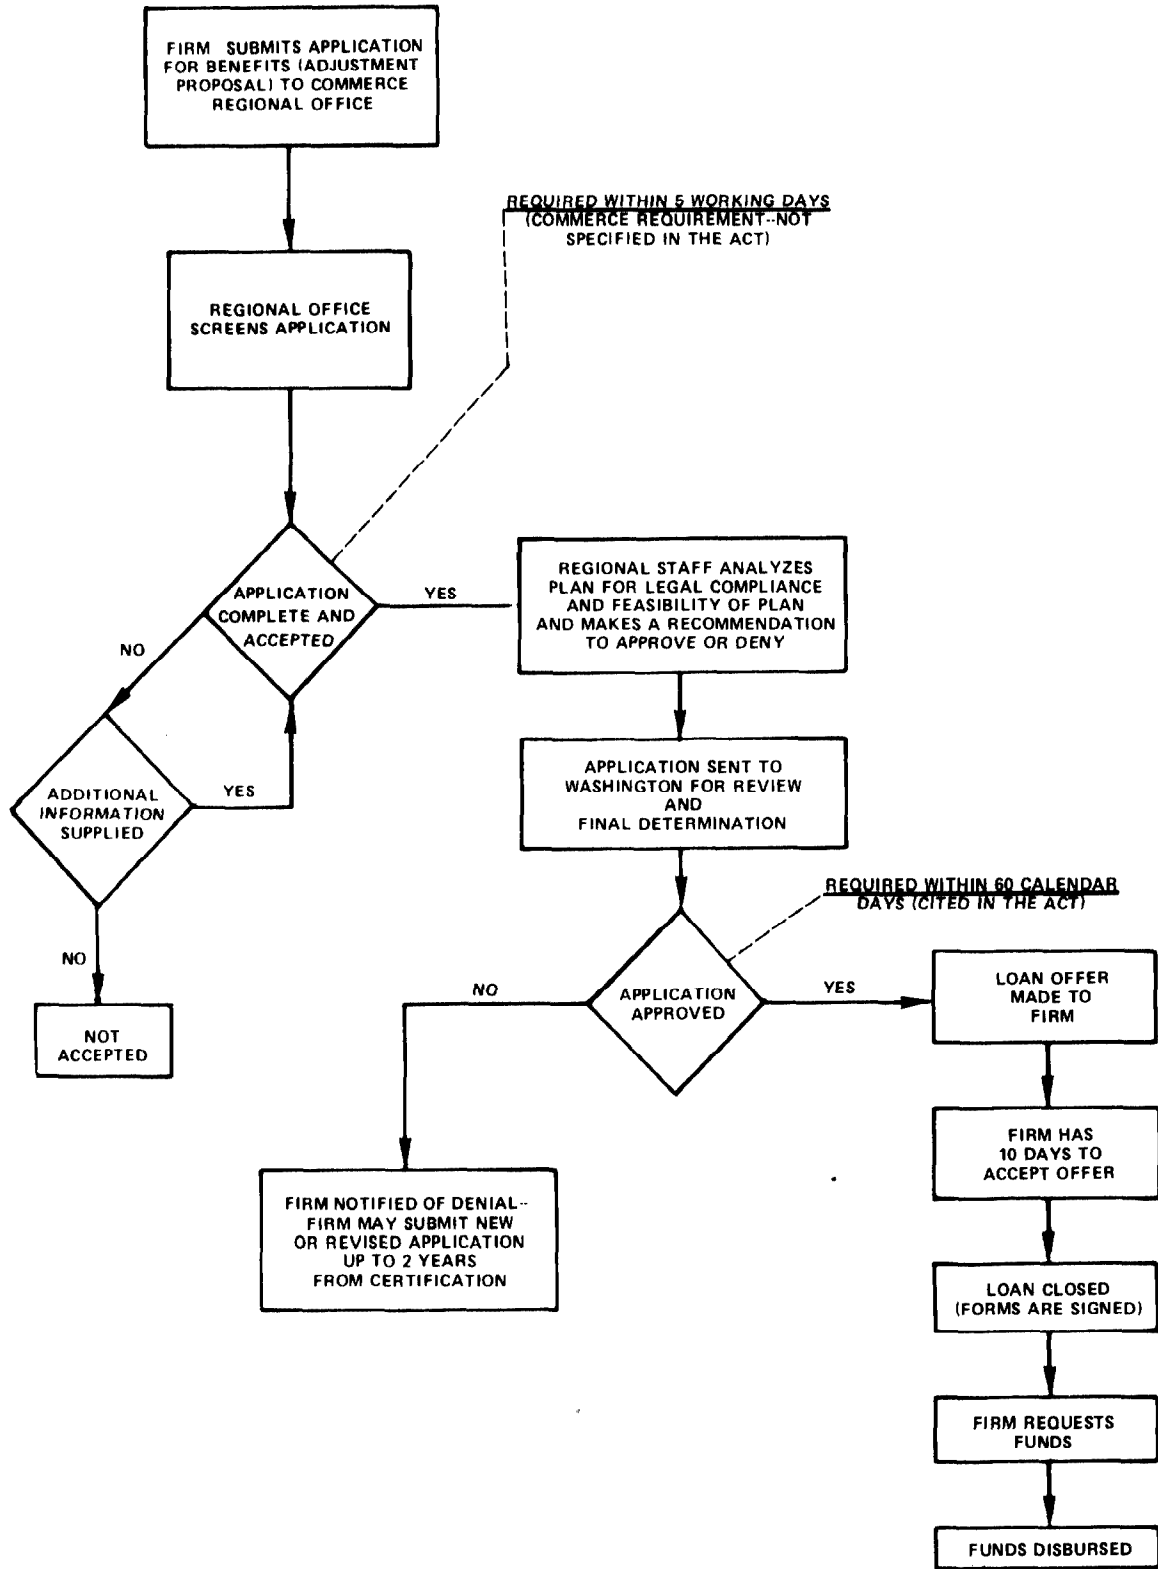 FIRM SUBMITS APPLICATION
FOR BENEFITS (ADJUSTMENT
PROPOSAL) TO COMMERCE
REGIONAL OFFICE
REQUIRED WITHIN 5 WORKING DAYS
(COMMERCE REQUIREMENT--NOT
SPECIFIED IN THE ACT)
REGIONAL OFFICE
SCREENS APPLICATION
APPLICATION
COMPLETE AND
ACCEPTED
YES
NO
REGIONAL STAFF ANALYZES
PLAN FOR LEGAL COMPLIANCE
AND FEASIBILITY OF PLAN
AND MAKES A RECOMMENDATION
TO APPROVE OR DENY
ADDITIONAL
INFORMATION
SUPPLIED
YES
NO
NOT
ACCEPTED
APPLICATION SENT TO
WASHINGTON FOR REVIEW
AND
FINAL DETERMINATION
REQUIRED WITHIN 60 CALENDAR
DAYS (CITED IN THE ACT)
APPLICATION
APPROVED
NO
YES
LOAN OFFER
MADE TO
FIRM
FIRM HAS
10 DAYS TO
ACCEPT OFFER
FIRM NOTIFIED OF DENIAL--
FIRM MAY SUBMIT NEW
OR REVISED APPLICATION
UP TO 2 YEARS
FROM CERTIFICATION
LOAN CLOSED
(FORMS ARE SIGNED)
FIRM REQUESTS
FUNDS
FUNDS DISBURSED